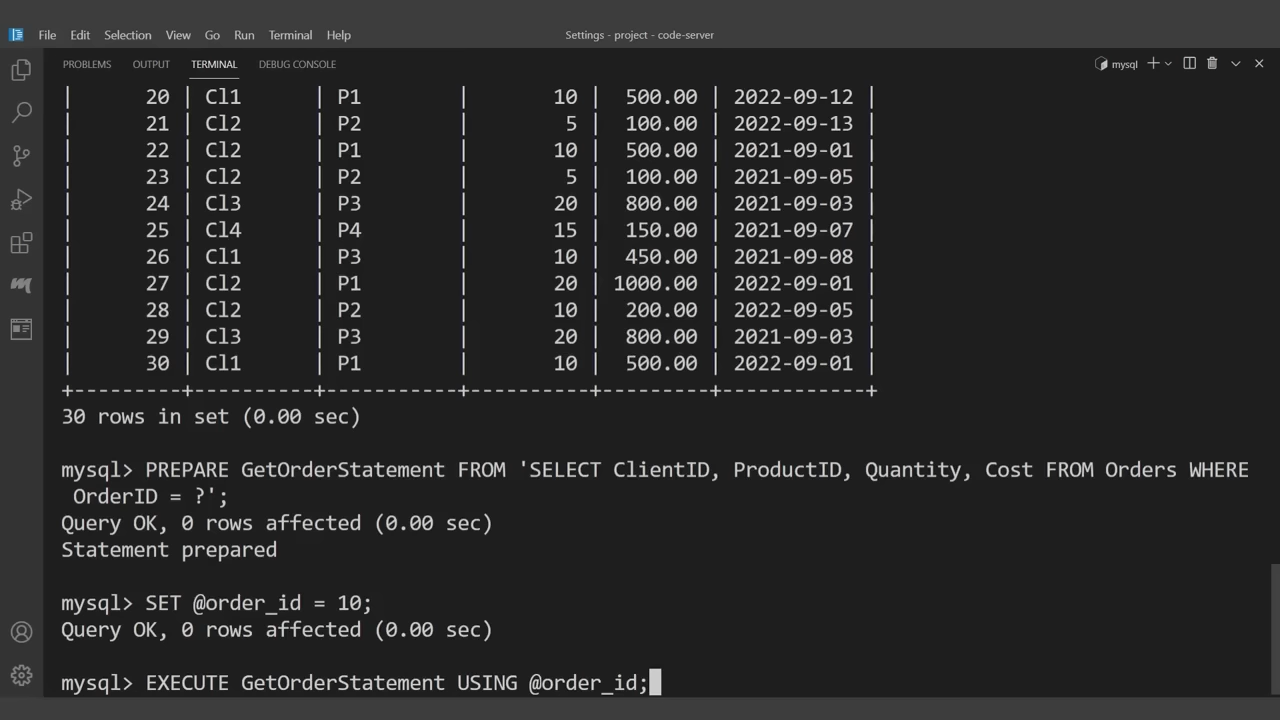 File Edit Selection View Go Run Terminal Help Settings - project - code-server
PROBLEMS OUTPUT TERMINAL DEBUG CONSOLE mysql
| 20 | Cl1 | P1 | 10 | 500.00 | 2022-09-12 |
| 21 | Cl2 | P2 | 5 | 100.00 | 2022-09-13 |
| 22 | Cl2 | P1 | 10 | 500.00 | 2021-09-01 |
| 23 | Cl2 | P2 | 5 | 100.00 | 2021-09-05 |
| 24 | Cl3 | P3 | 20 | 800.00 | 2021-09-03 |
| 25 | Cl4 | P4 | 15 | 150.00 | 2021-09-07 |
| 26 | Cl1 | P3 | 10 | 450.00 | 2021-09-08 |
| 27 | Cl2 | P1 | 20 | 1000.00 | 2022-09-01 |
| 28 | Cl2 | P2 | 10 | 200.00 | 2022-09-05 |
| 29 | Cl3 | P3 | 20 | 800.00 | 2021-09-03 |
| 30 | Cl1 | P1 | 10 | 500.00 | 2022-09-01 |
+---------+----------+-----------+----------+---------+------------+
30 rows in set (0.00 sec)
mysql> PREPARE GetOrderStatement FROM 'SELECT ClientID, ProductID, Quantity, Cost FROM Orders WHERE
OrderID = ?';
Query OK, 0 rows affected (0.00 sec)
Statement prepared
mysql> SET @order_id = 10;
Query OK, 0 rows affected (0.00 sec)
mysql> EXECUTE GetOrderStatement USING @order_id;